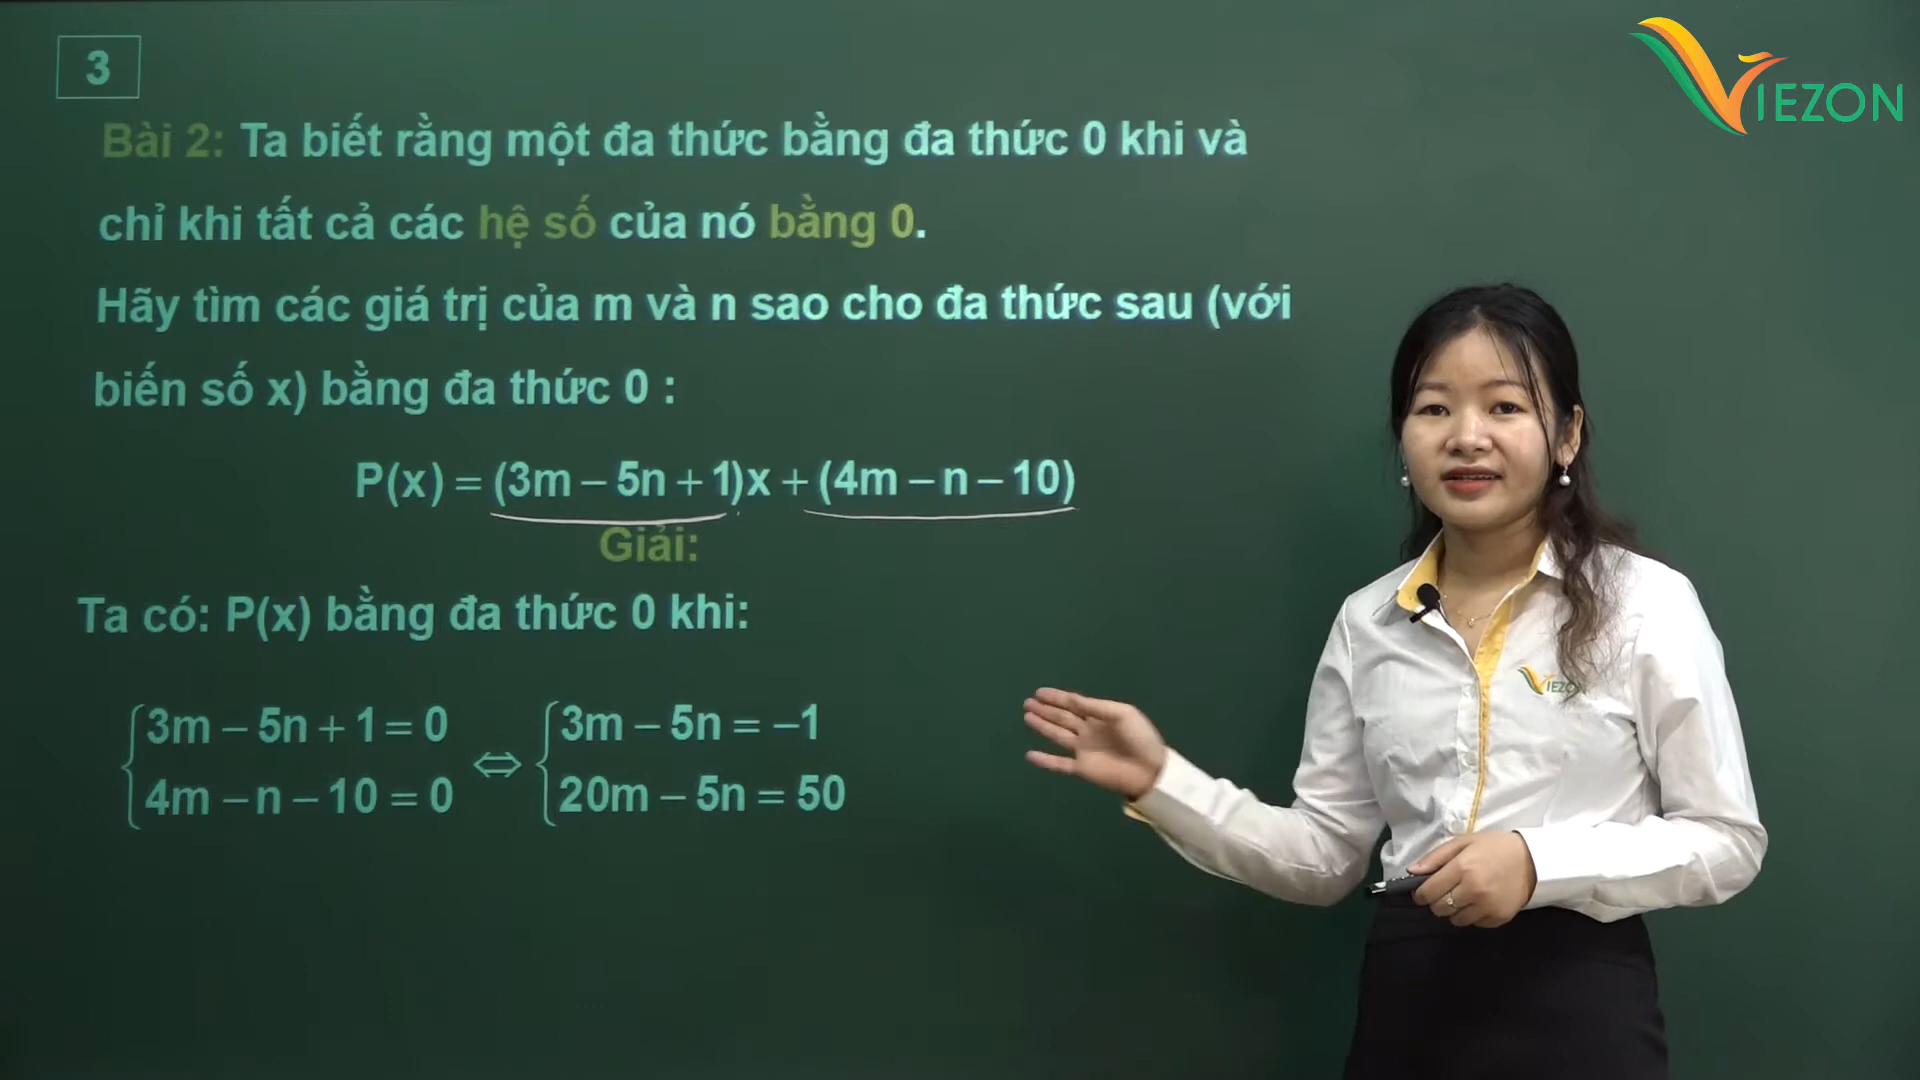 VIEZON
3
Bài 2: Ta biết rằng một đa thức bằng đa thức 0 khi và
chỉ khi tất cả các hệ số của nó bằng 0.
Hãy tìm các giá trị của m và n sao cho đa thức sau (với
biến số x) bằng đa thức 0 :
P(x) = (3m – 5n + 1)x + (4m – n – 10)
Giải:
Ta có: P(x) bằng đa thức 0 khi:
{3m – 5n + 1 = 0 ⇔ {3m – 5n = –1
4m – n – 10 = 0 20m – 5n = 50
VIEZON